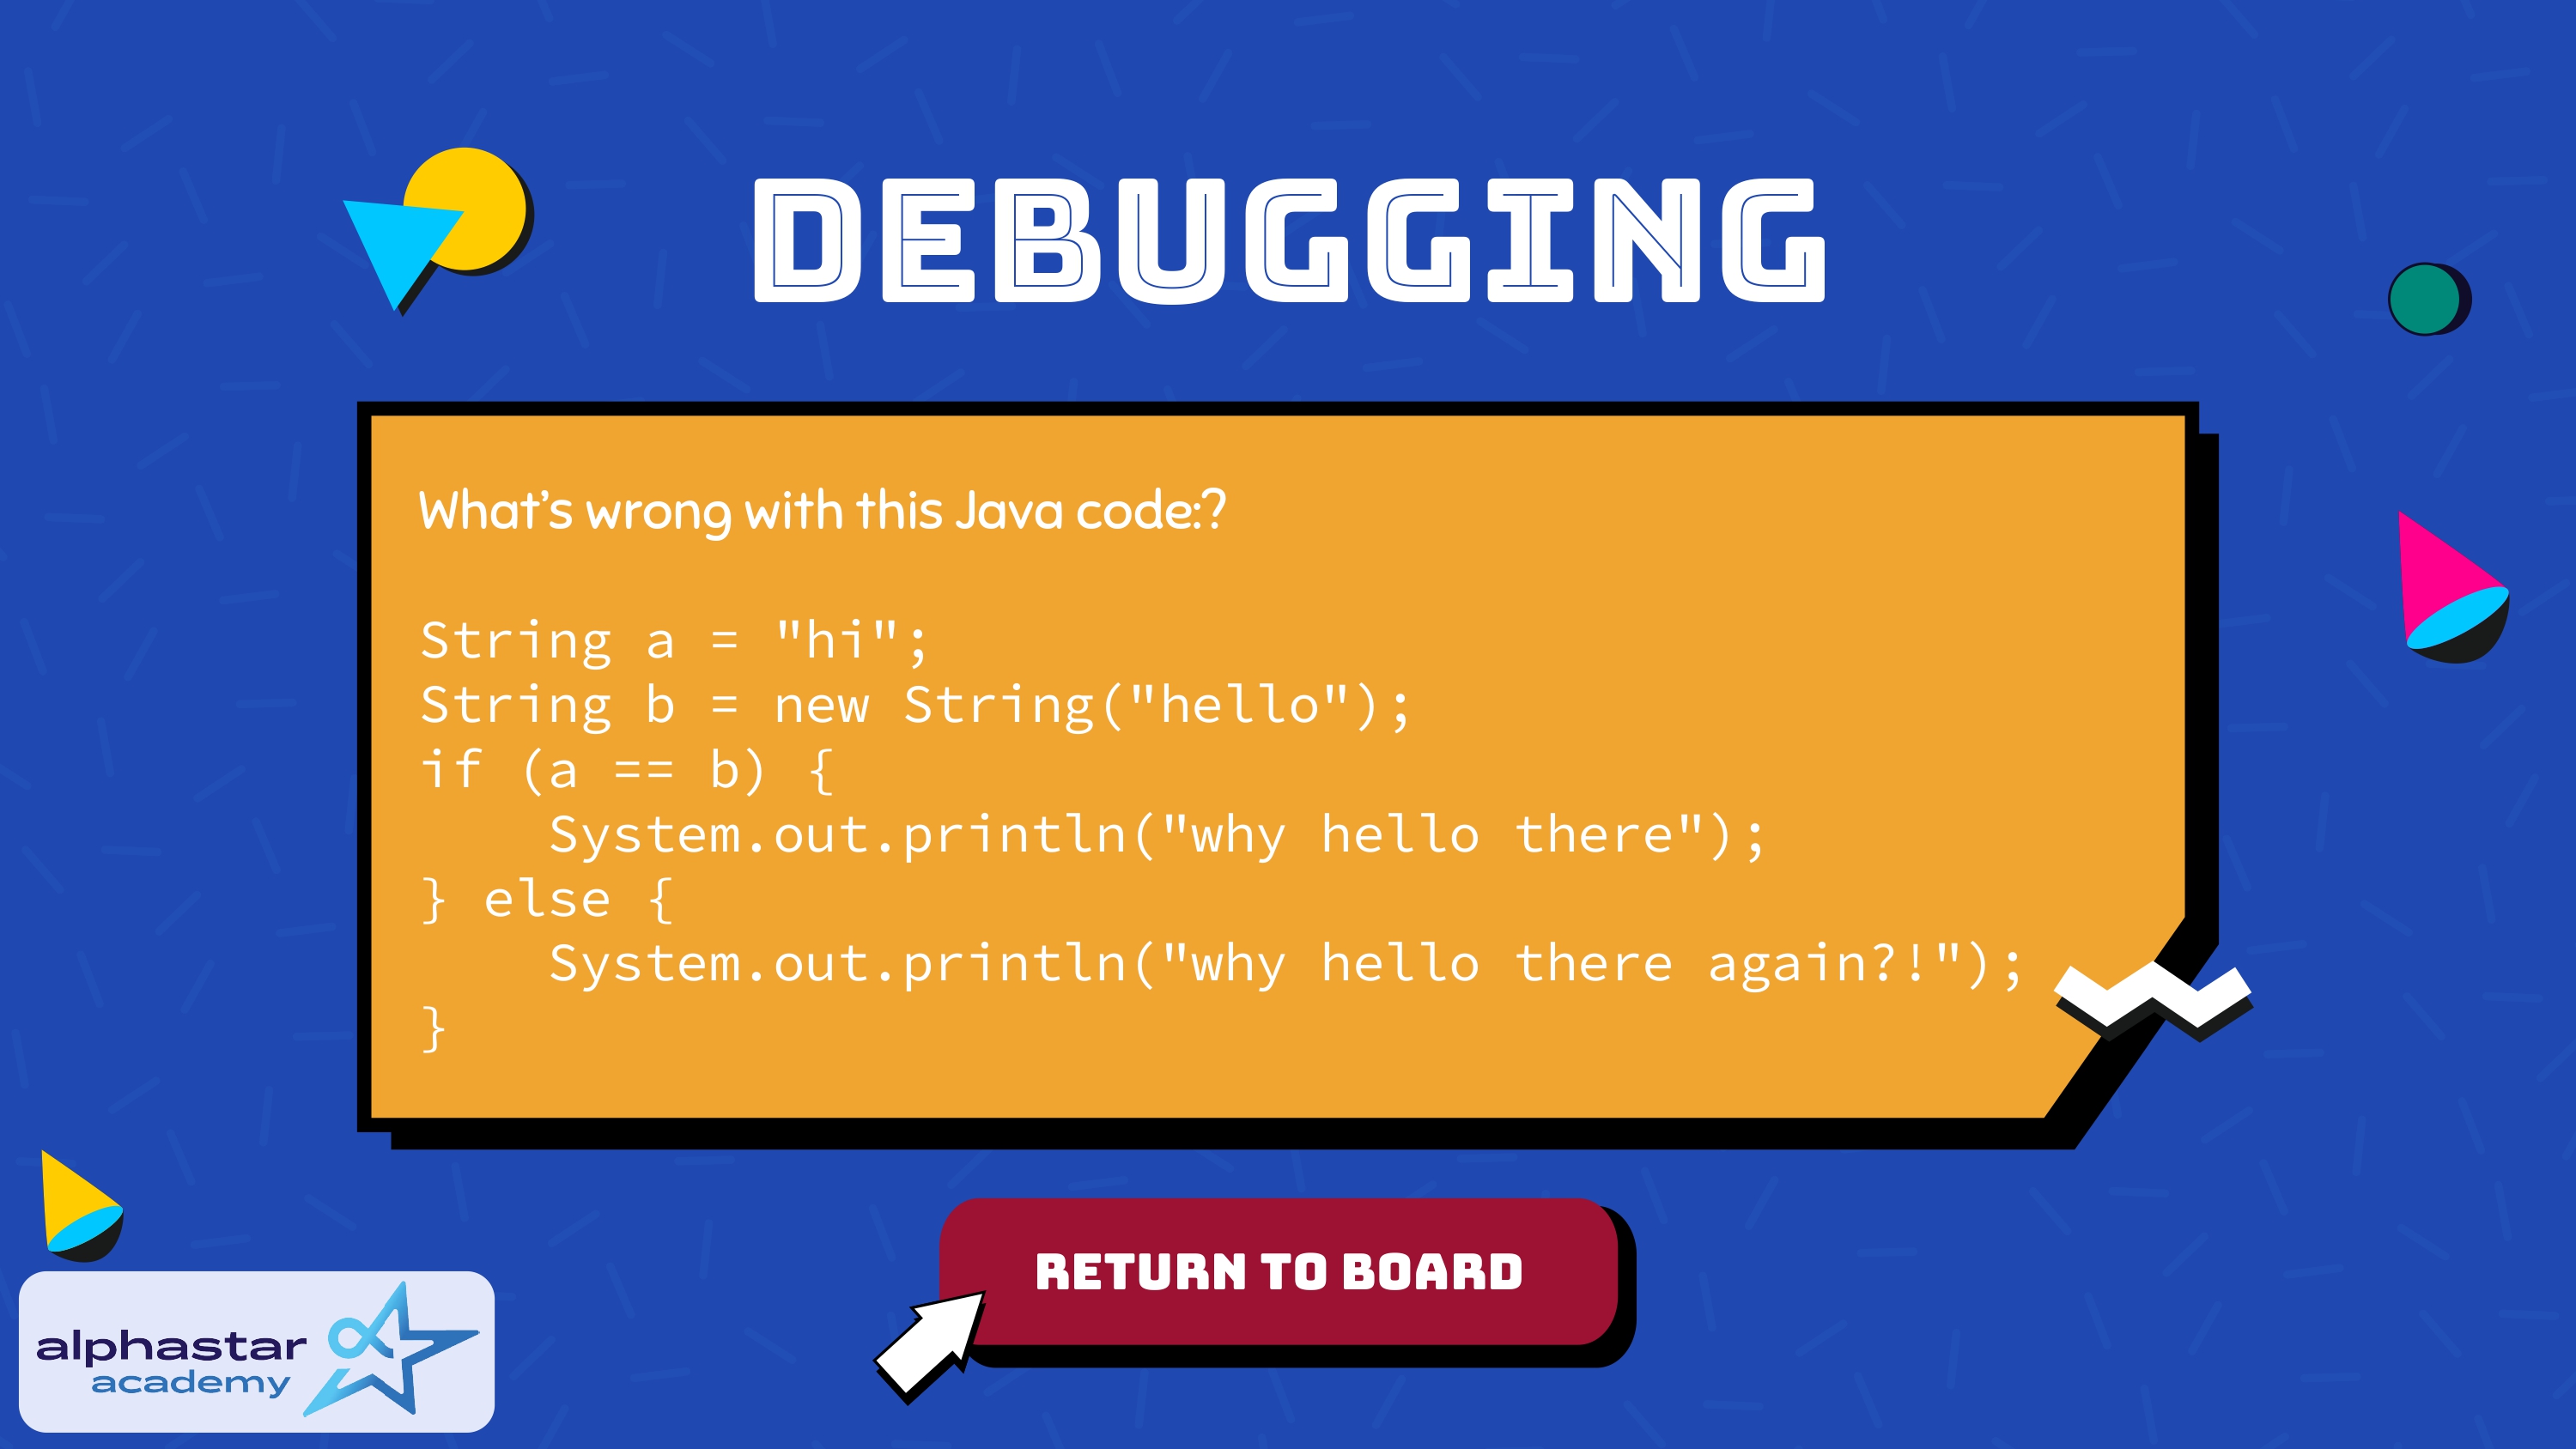 DEBUGGING
What's wrong with this Java code:?
String a = "hi";
String b = new String("hello");
if (a == b) {
    System.out.println("why hello there");
} else {
    System.out.println("why hello there again?!");
}
RETURN TO BOARD
alphastar
academy